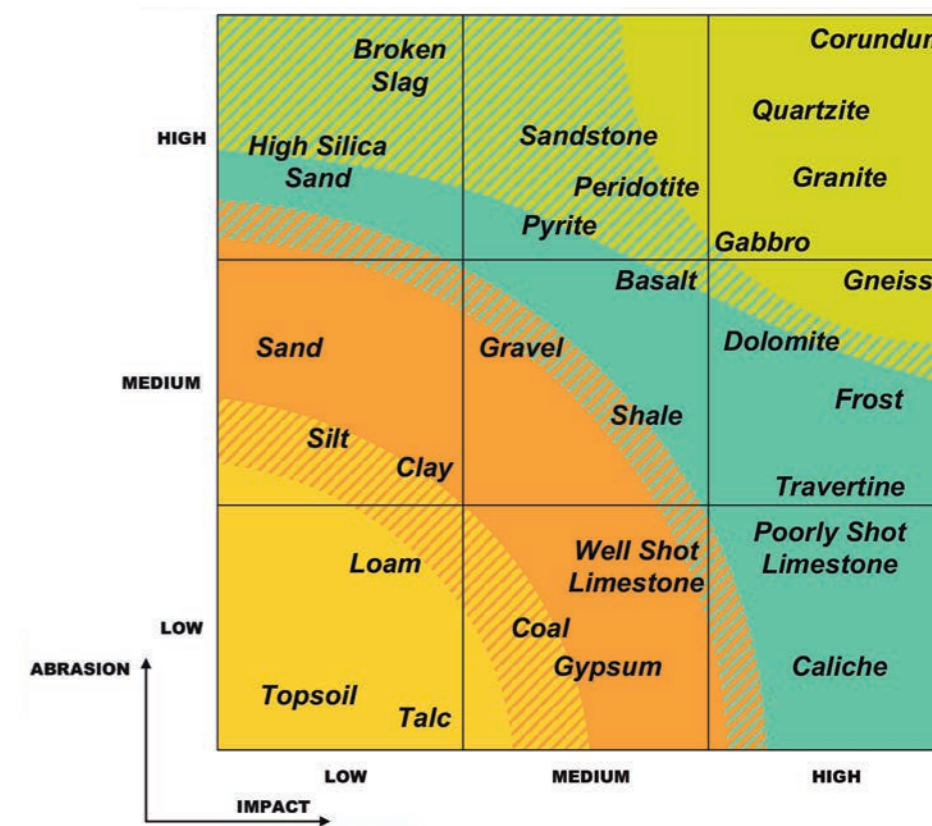 Corundum
Broken
Slag
Quartzite
HIGH
High Silica
Sand
Sandstone
Peridotite
Granite
Pyrite
Gabbro
Basalt
Gneiss
Sand
Gravel
Dolomite
MEDIUM
Frost
Shale
Silt
Clay
Travertine
Loam
Well Shot
Limestone
Poorly Shot
Limestone
LOW
Coal
Gypsum
Caliche
ABRASION
Topsoil
Talc
LOW
MEDIUM
HIGH
IMPACT